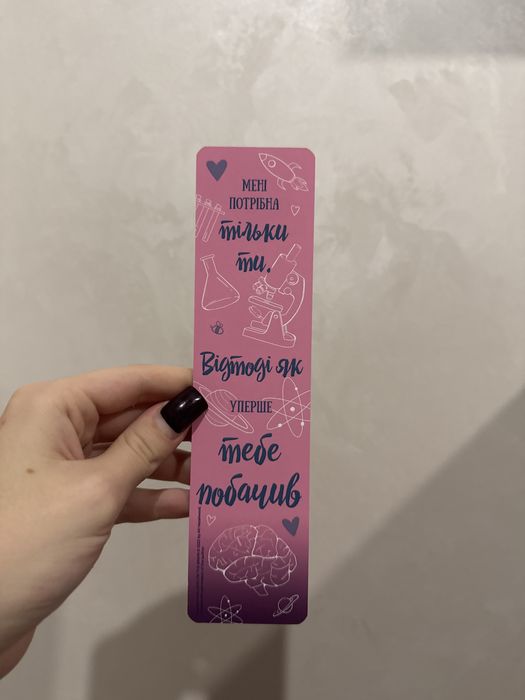 МЕНІ
ПОТРІБНА
тільки
ти.
Відтоді як
УПЕРШЕ
тебе
побачив